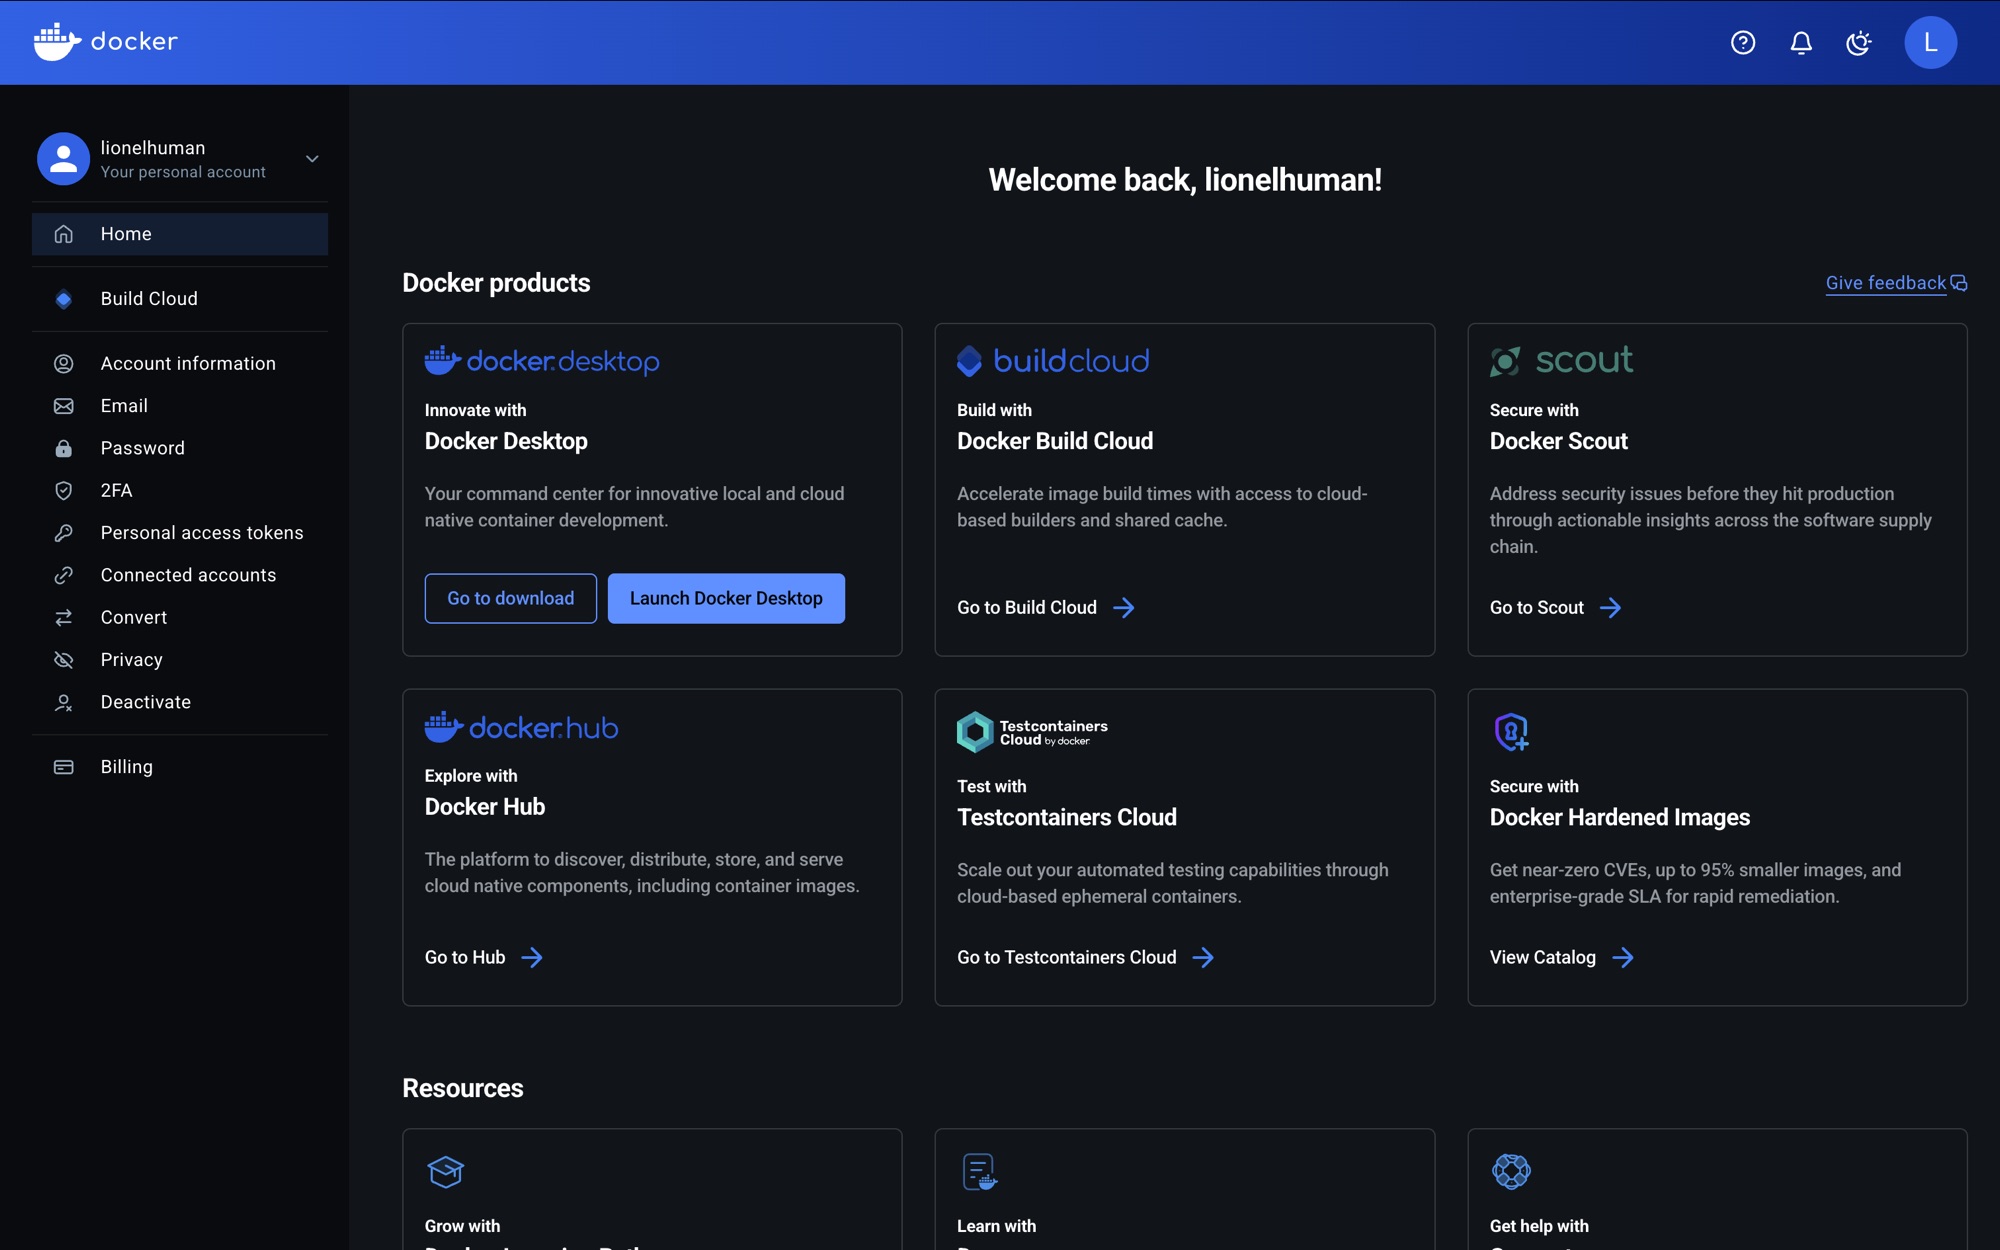 docker
L
lionelhuman
Your personal account
Home
Build Cloud
Account information
Email
Password
2FA
Personal access tokens
Connected accounts
Convert
Privacy
Deactivate
Billing
Welcome back, lionelhuman!
Docker products
Give feedback
docker.desktop
Innovate with
Docker Desktop
Your command center for innovative local and cloud
native container development.
Go to download
Launch Docker Desktop
buildcloud
Build with
Docker Build Cloud
Accelerate image build times with access to cloud-
based builders and shared cache.
Go to Build Cloud
scout
Secure with
Docker Scout
Address security issues before they hit production
through actionable insights across the software supply
chain.
Go to Scout
docker.hub
Explore with
Docker Hub
The platform to discover, distribute, store, and serve
cloud native components, including container images.
Go to Hub
Testcontainers
Cloud by docker
Test with
Testcontainers Cloud
Scale out your automated testing capabilities through
cloud-based ephemeral containers.
Go to Testcontainers Cloud
Secure with
Docker Hardened Images
Get near-zero CVEs, up to 95% smaller images, and
enterprise-grade SLA for rapid remediation.
View Catalog
Resources
Grow with
Learn with
Get help with